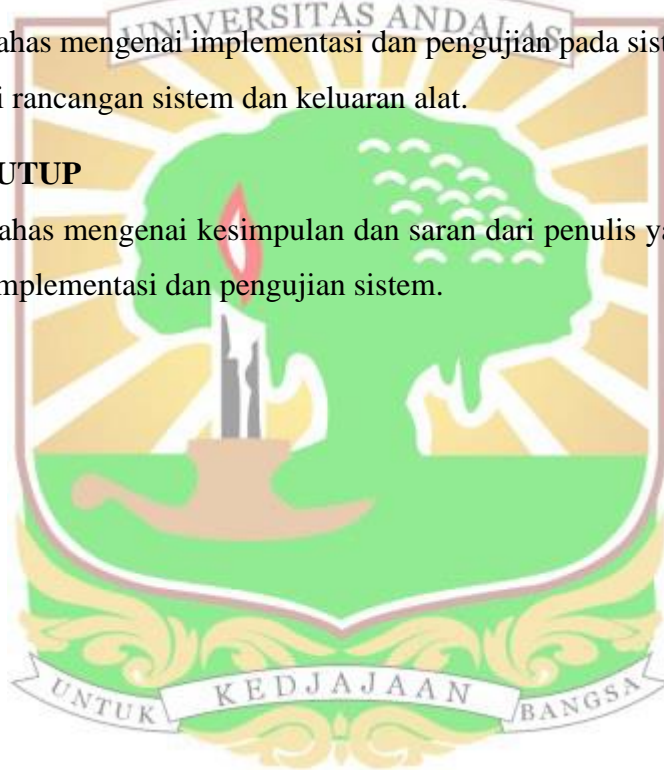 UNIVERSITAS ANDALAS
ahas mengenai implementasi dan pengujian pada sist
i rancangan sistem dan keluaran alat.
UTUP
ahas mengenai kesimpulan dan saran dari penulis ya
mplementasi dan pengujian sistem.
UNTUK KEDJAJAAN BANGSA